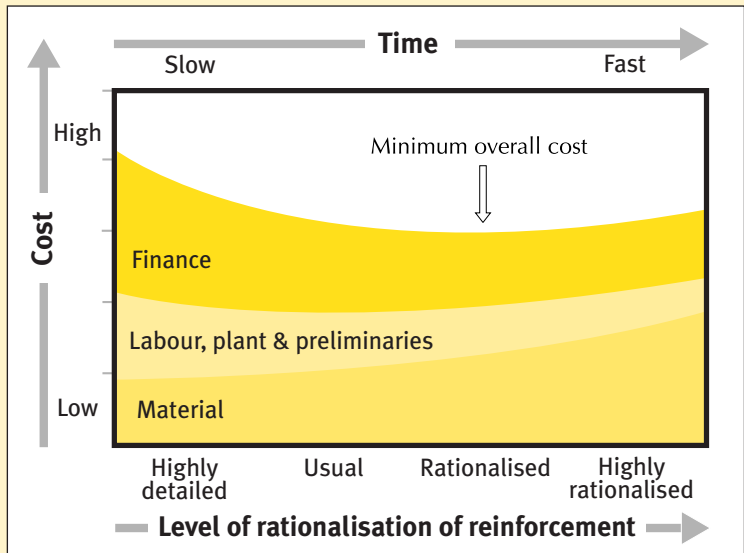 Time
Slow Fast
High
Minimum overall cost
Cost
Finance
Labour, plant & preliminaries
Low
Material
Highly
detailed
Usual
Rationalised
Highly
rationalised
Level of rationalisation of reinforcement